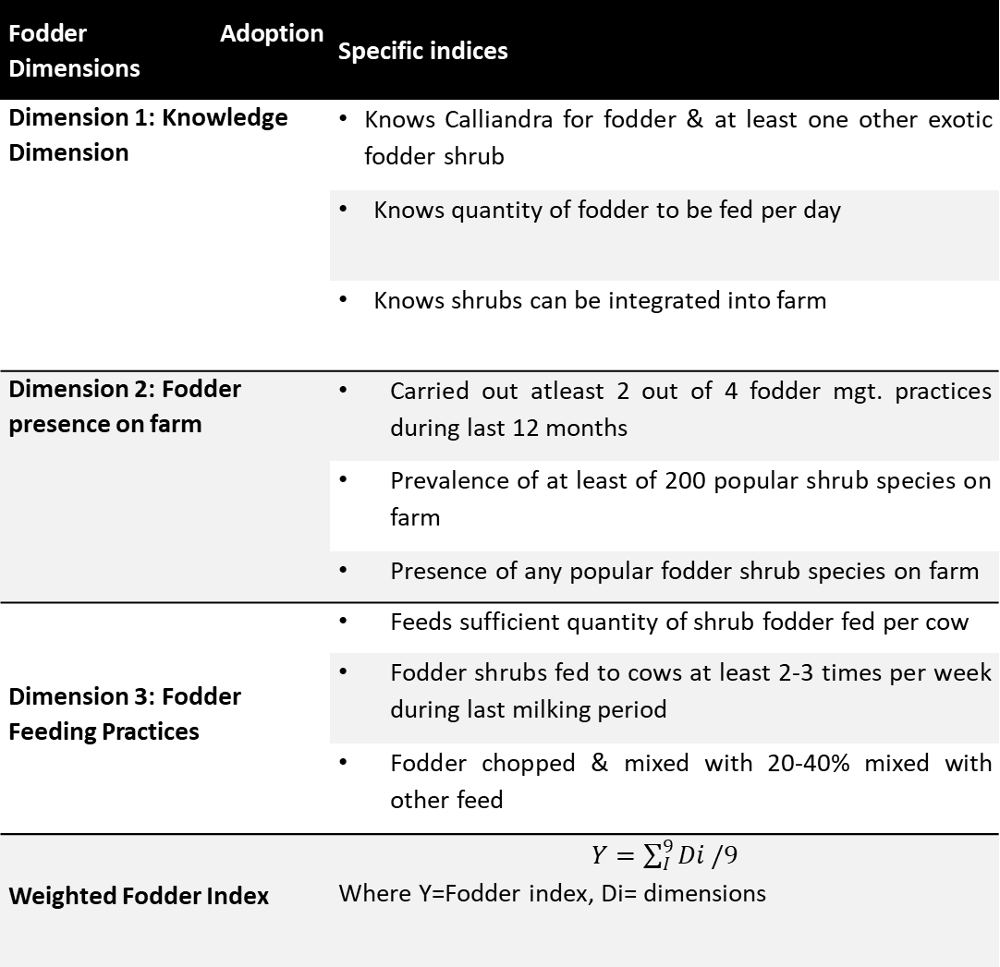 Fodder Adoption
Dimensions
Specific indices
Dimension 1: Knowledge
Dimension
• Knows Calliandra for fodder & at least one other exotic
fodder shrub
• Knows quantity of fodder to be fed per day
• Knows shrubs can be integrated into farm
Dimension 2: Fodder
presence on farm
• Carried out atleast 2 out of 4 fodder mgt. practices
during last 12 months
• Prevalence of at least of 200 popular shrub species on
farm
• Presence of any popular fodder shrub species on farm
Dimension 3: Fodder
Feeding Practices
• Feeds sufficient quantity of shrub fodder fed per cow
• Fodder shrubs fed to cows at least 2-3 times per week
during last milking period
• Fodder chopped & mixed with 20-40% mixed with
other feed
Weighted Fodder Index
Y = ∑_I^9 Di /9
Where Y=Fodder index, Di= dimensions